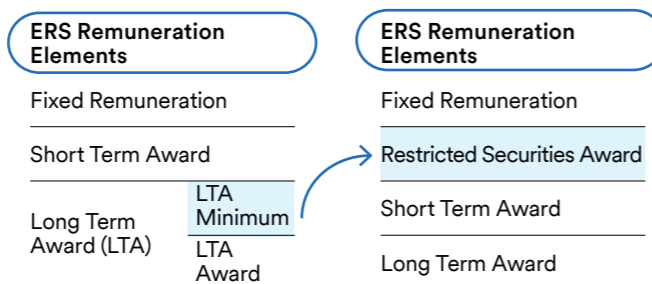 ERS Remuneration
Elements
Fixed Remuneration
Short Term Award
Long Term
Award (LTA)
LTA
Minimum
LTA
Award
ERS Remuneration
Elements
Fixed Remuneration
Restricted Securities Award
Short Term Award
Long Term Award